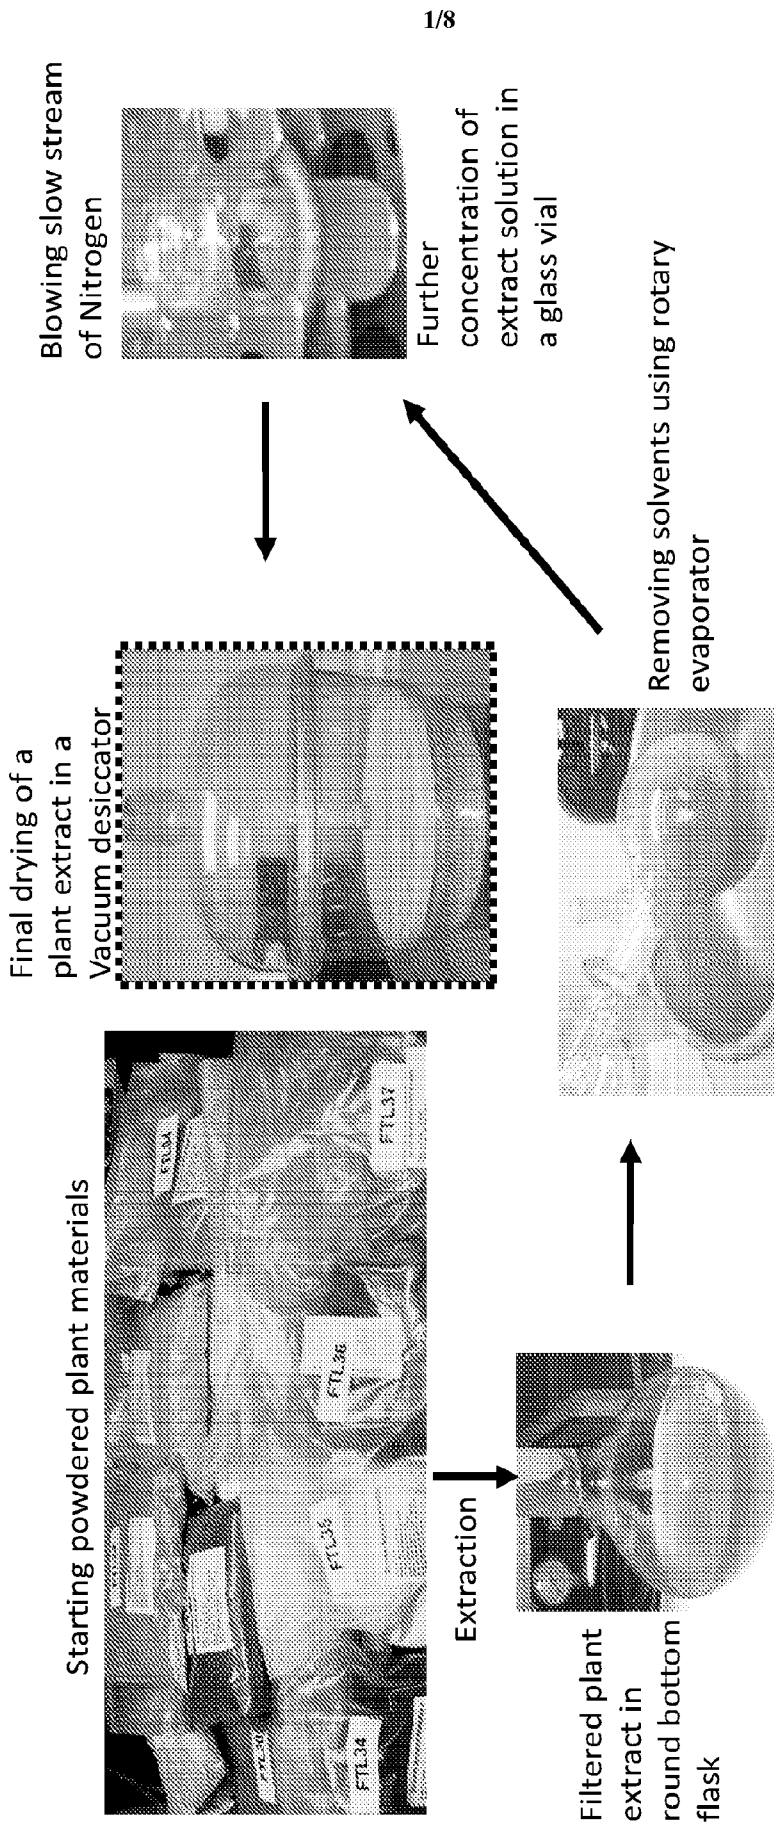 1/8
Starting powdered plant materials
FTL34
FTL35
FTL36
FTL37
Extraction
Filtered plant
extract in
round bottom
flask
Removing solvents using rotary
evaporator
Blowing slow stream
of Nitrogen
Further
concentration of
extract solution in
a glass vial
Final drying of a
plant extract in a
Vacuum desiccator